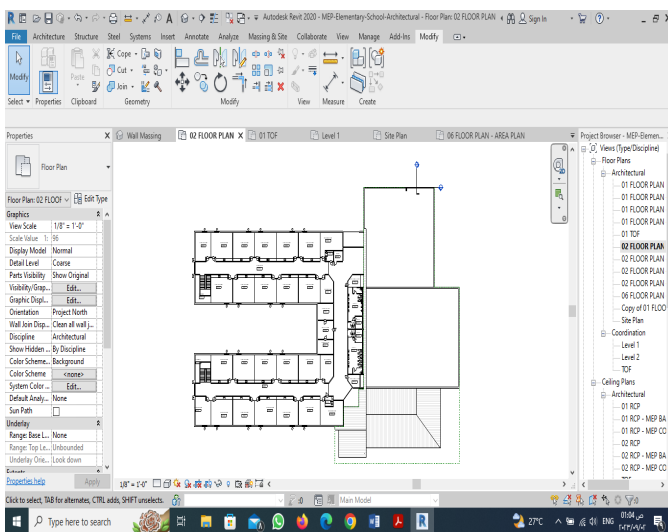 Autodesk Revit 2020 - MEP-Elementary-School-Architectural - Floor Plan: 02 FLOOR PLAN
Sign In
File Architecture Structure Steel Systems Insert Annotate Analyze Massing & Site Collaborate View Manage Add-Ins Modify
Modify Paste Cope Cut Join
Select Properties Clipboard Geometry Modify View Measure Create
Properties X
Wall Massing 02 FLOOR PLAN X 01 TOF Level 1 Site Plan 06 FLOOR PLAN - AREA PLAN
Project Browser - MEP-Elemen...
Floor Plan
Floor Plan: 02 FLOOF Edit Type
Graphics
View Scale 1/8" = 1'-0"
Scale Value 1: 96
Display Model Normal
Detail Level Coarse
Parts Visibility Show Original
Visibility/Grap... Edit...
Graphic Displ... Edit...
Orientation Project North
Wall Join Disp... Clean all wall j...
Discipline Architectural
Show Hidden ... By Discipline
Color Scheme... Background
Color Scheme <none>
System Color ... Edit...
Default Analy... None
Sun Path
Underlay
Range: Base L... None
Range: Top Le... Unbounded
Underlay Orie... Look down
Extents
Properties help Apply
Views (Type/Discipline)
Floor Plans
Architectural
01 FLOOR PLAN
01 FLOOR PLAN
01 FLOOR PLAN
01 FLOOR PLAN
01 TOF
02 FLOOR PLAN
02 FLOOR PLAN
02 FLOOR PLAN
02 FLOOR PLAN
06 FLOOR PLAN
Copy of 01 FLOO
Site Plan
Coordination
Level 1
Level 2
TOF
Ceiling Plans
Architectural
01 RCP
01 RCP - MEP BA
01 RCP - MEP CO
02 RCP
02 RCP - MEP BA
02 RCP - MEP CO
1/8" = 1'-0"
Click to select, TAB for alternates, CTRL adds, SHIFT unselects.
:0 Main Model
:0
Type here to search
27°C ENG 01:04 ص